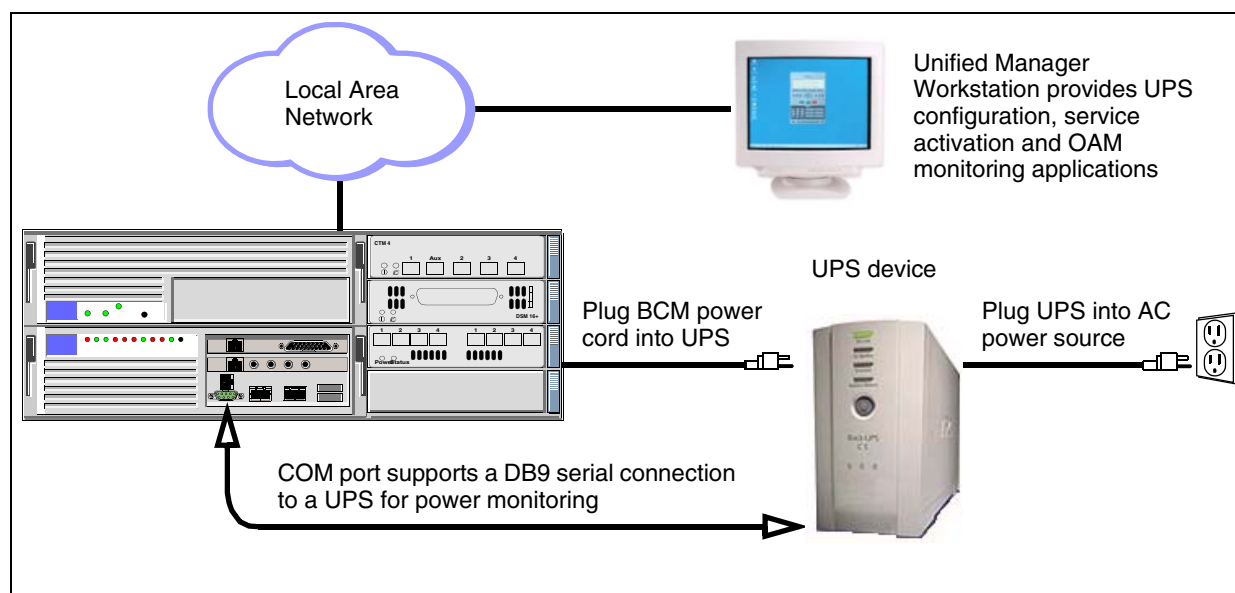 Local Area
Network
Unified Manager
Workstation provides UPS
configuration, service
activation and OAM
monitoring applications
CTM 4
1 Aux 2 3 4
DSM 16+
1 2 3 4 1 2 3 4
Power Status
UPS device
Plug BCM power
cord into UPS
Plug UPS into AC
power source
Back-UPS
CS
COM port supports a DB9 serial connection
to a UPS for power monitoring